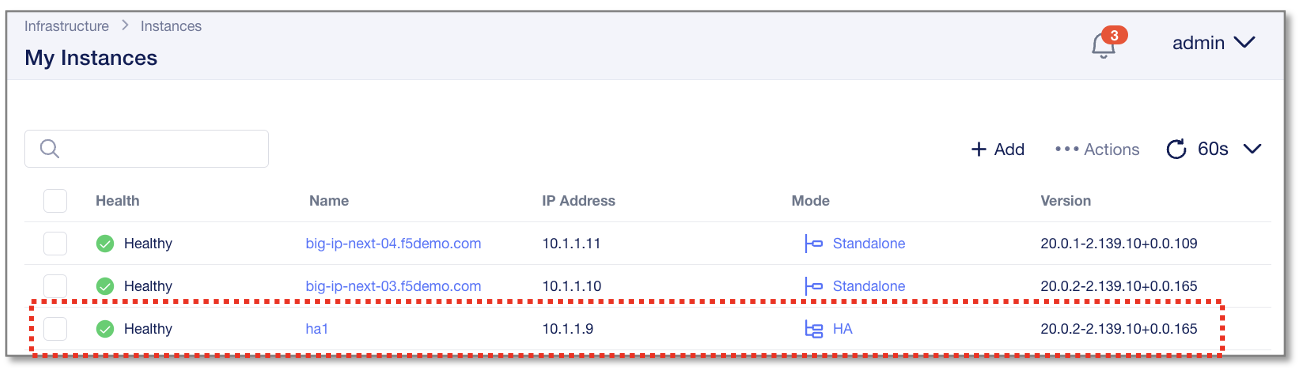 Infrastructure > Instances
My Instances
3
admin
+ Add ••• Actions 60s
Health Name IP Address Mode Version
Healthy big-ip-next-04.f5demo.com 10.1.1.11 Standalone 20.0.1-2.139.10+0.0.109
Healthy big-ip-next-03.f5demo.com 10.1.1.10 Standalone 20.0.2-2.139.10+0.0.165
Healthy ha1 10.1.1.9 HA 20.0.2-2.139.10+0.0.165